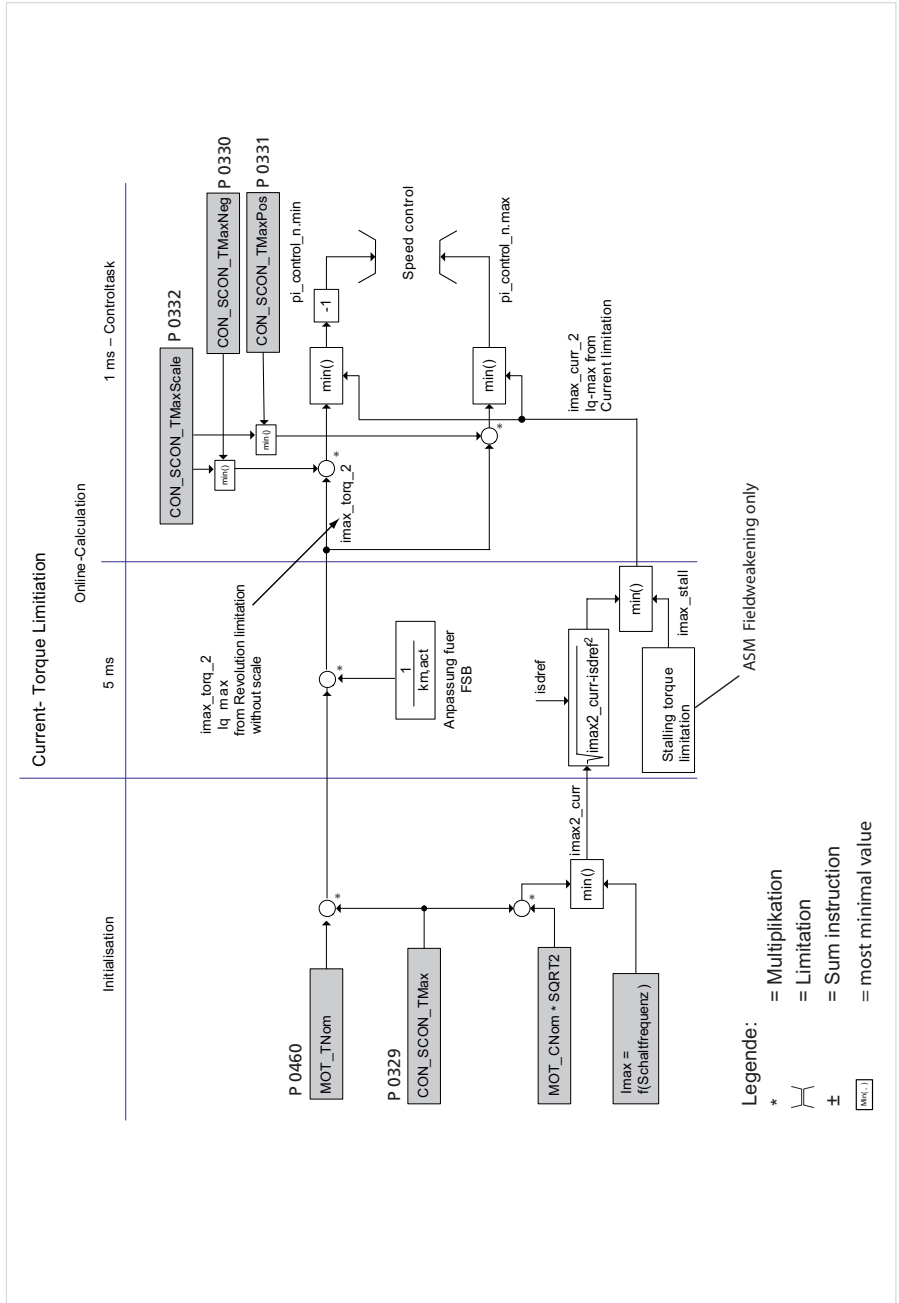 Current- Torque Limitiation
Initialisation
Online-Calculation
5 ms
1 ms – Controltask
P 0332
CON_SCON_TMaxScale
P 0330
CON_SCON_TMaxNeg
P 0331
CON_SCON_TMaxPos
min()
min()
imax_torq_2
Iq max
from Revolution limitation
without scale
P 0460
MOT_TNom
*
*
imax_torq_2
*
min()
-1
pi_control_n.min
1
km,act
Anpassung fuer
FSB
Speed control
P 0329
CON_SCON_TMax
*
min()
pi_control_n.max
MOT_CNom * SQRT2
*
isdref
imax_curr_2
Iq-max from
Current limitation
min()
imax2_curr
√imax2_curr-isdref²
min()
Imax =
f(Schaltfrequenz )
Stalling torque
limitation
imax_stall
ASM Fieldweakening only
Legende:
* = Multiplikation
= Limitation
± = Sum instruction
Min( , ) = most minimal value